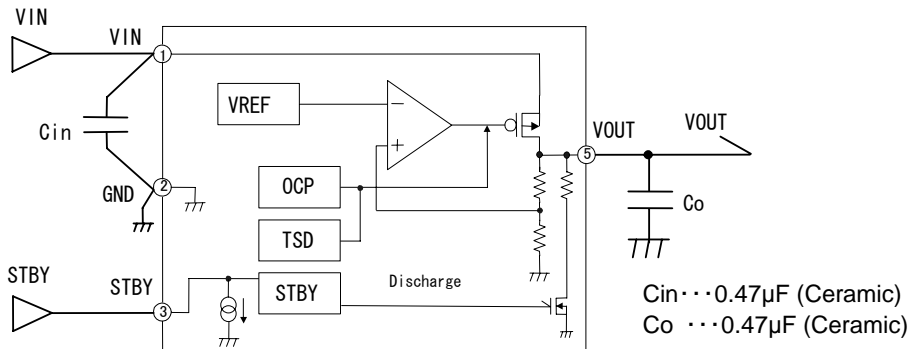 VIN
VIN
1
VREF
−
+
VOUT
VOUT
5
Cin
OCP
GND
2
Co
TSD
STBY
STBY
3
STBY
Discharge
Cin･･･0.47µF (Ceramic)
Co ･･･0.47µF (Ceramic)